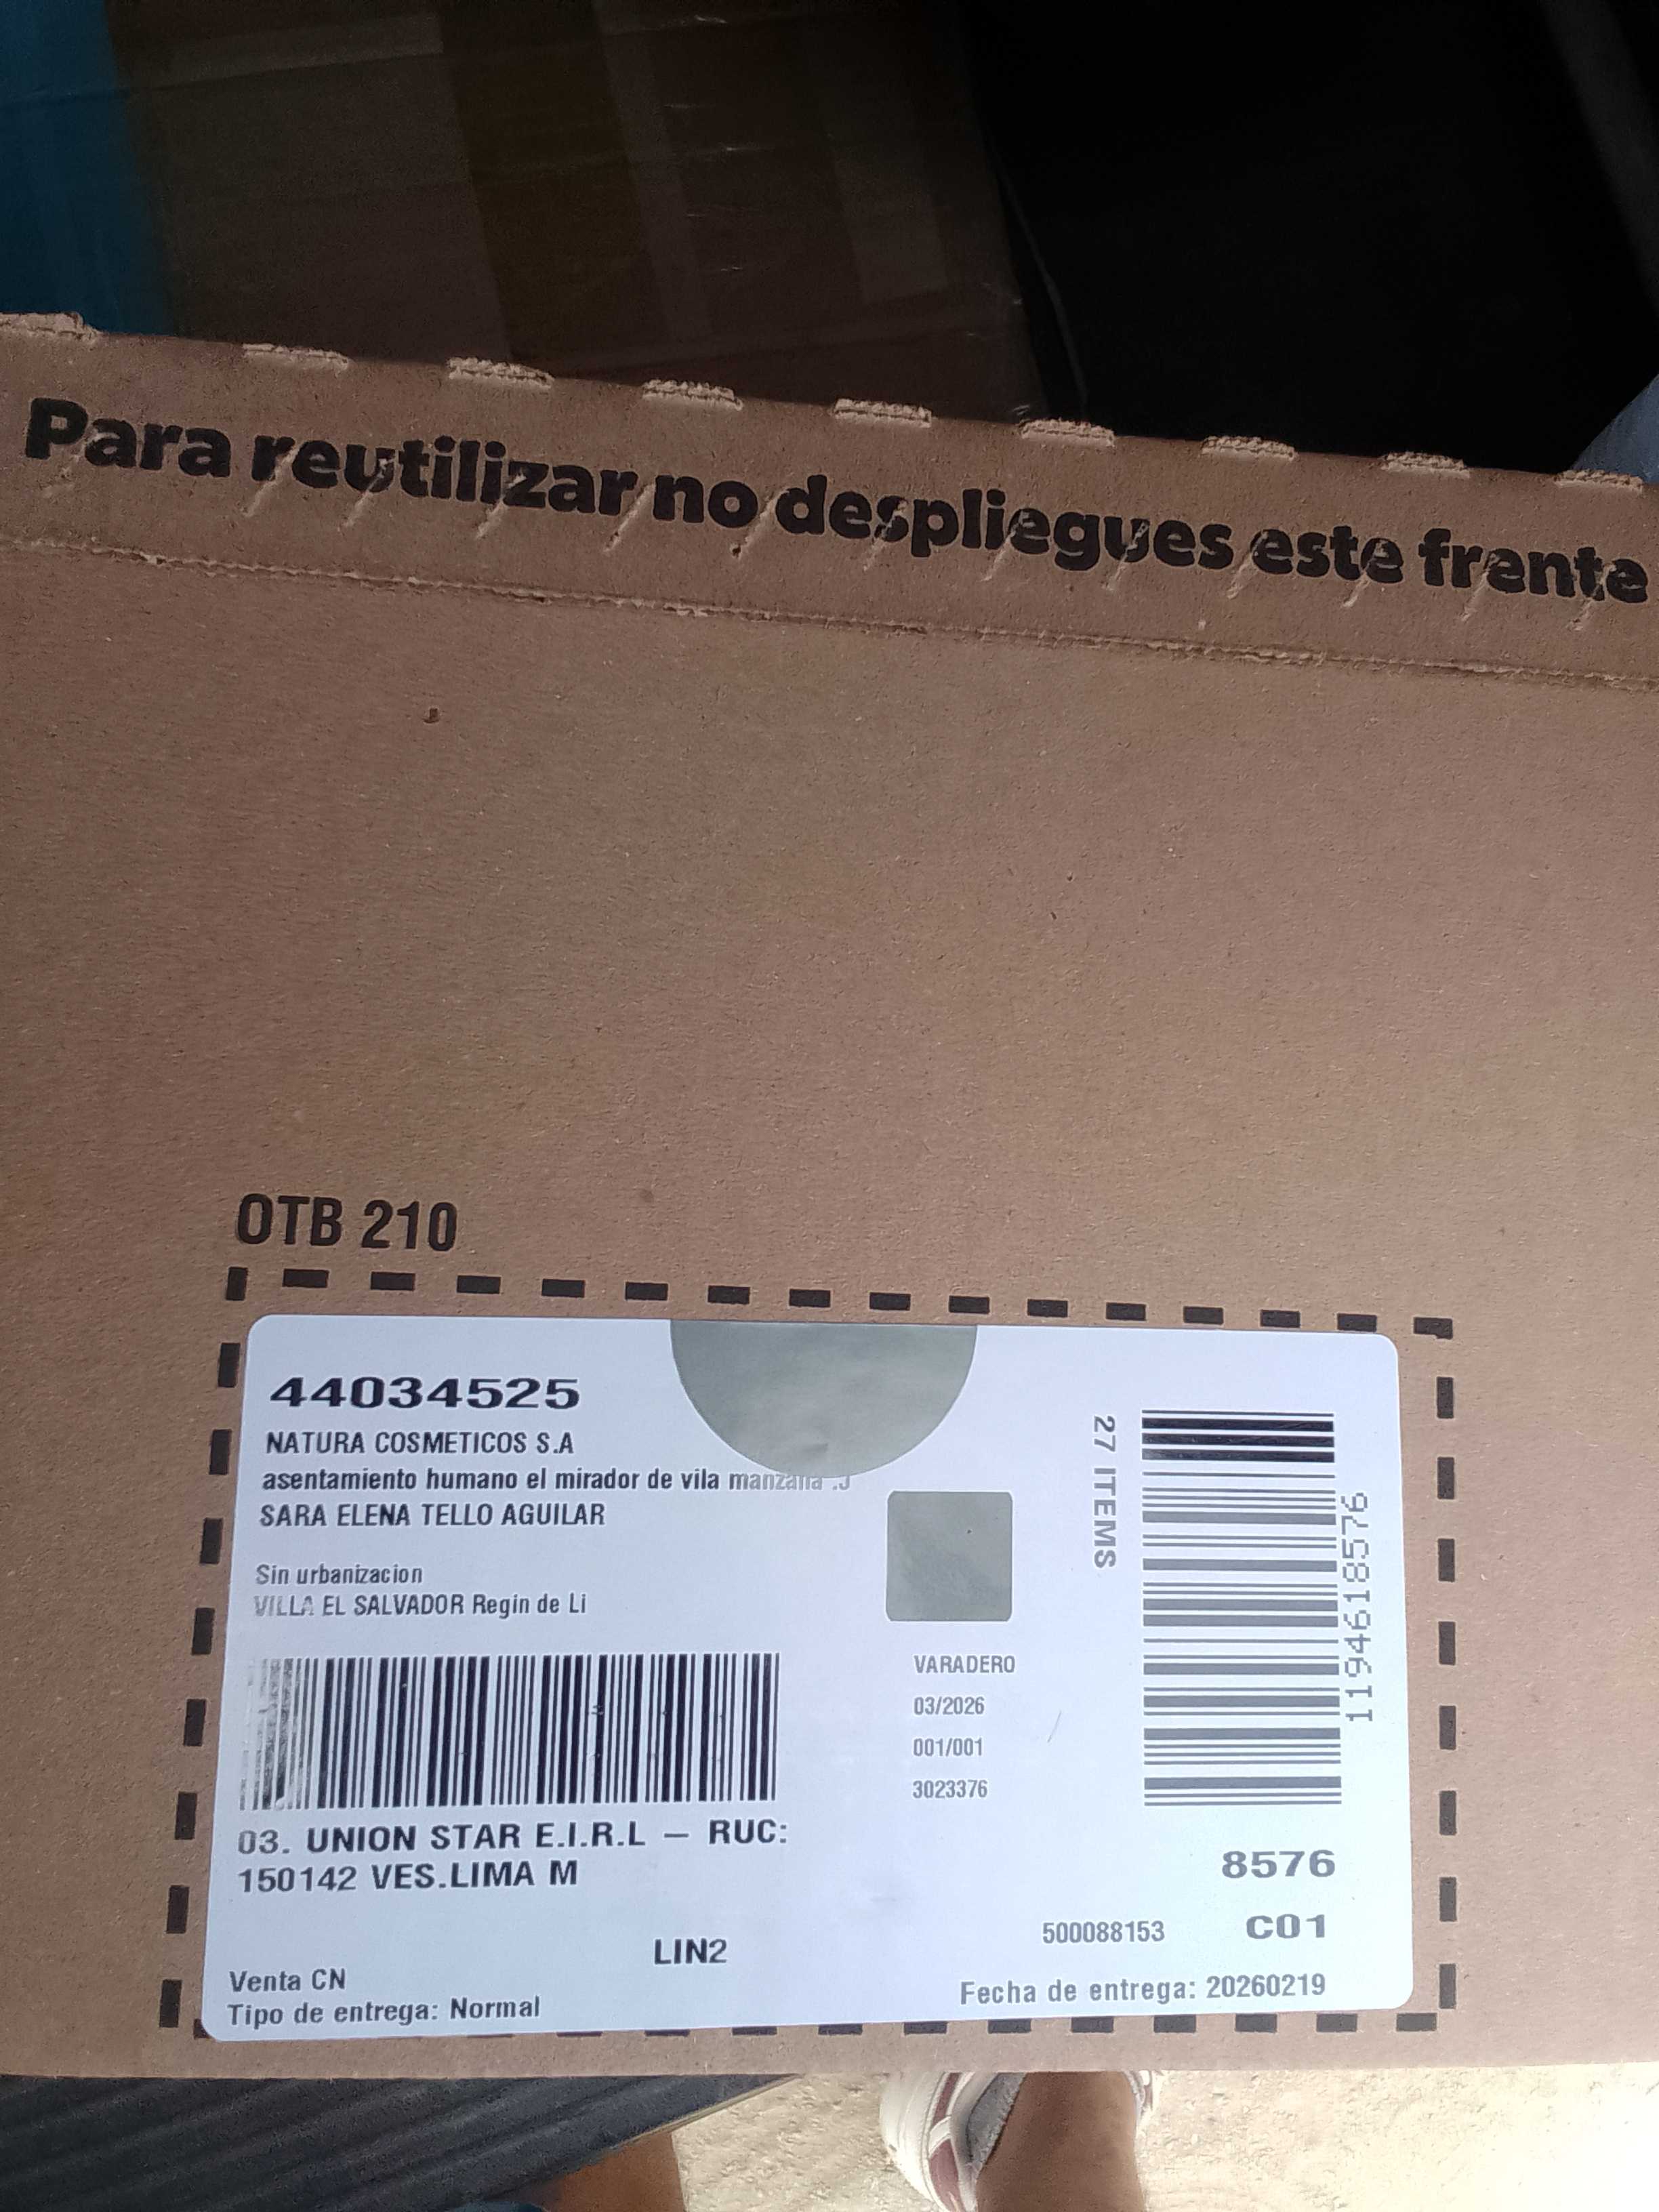 Para reutilizar no despliegues este frente
OTB 210
44034525
NATURA COSMETICOS S.A
asentamiento humano el mirador de vila manzana .J
SARA ELENA TELLO AGUILAR
Sin urbanizacion
VILLA EL SALVADOR Regin de Li
27 ITEMS
1194618576
VARADERO
03/2026
001/001
3023376
03. UNION STAR E.I.R.L – RUC:
150142 VES.LIMA M
8576
500088153 C01
LIN2
Venta CN
Tipo de entrega: Normal
Fecha de entrega: 20260219